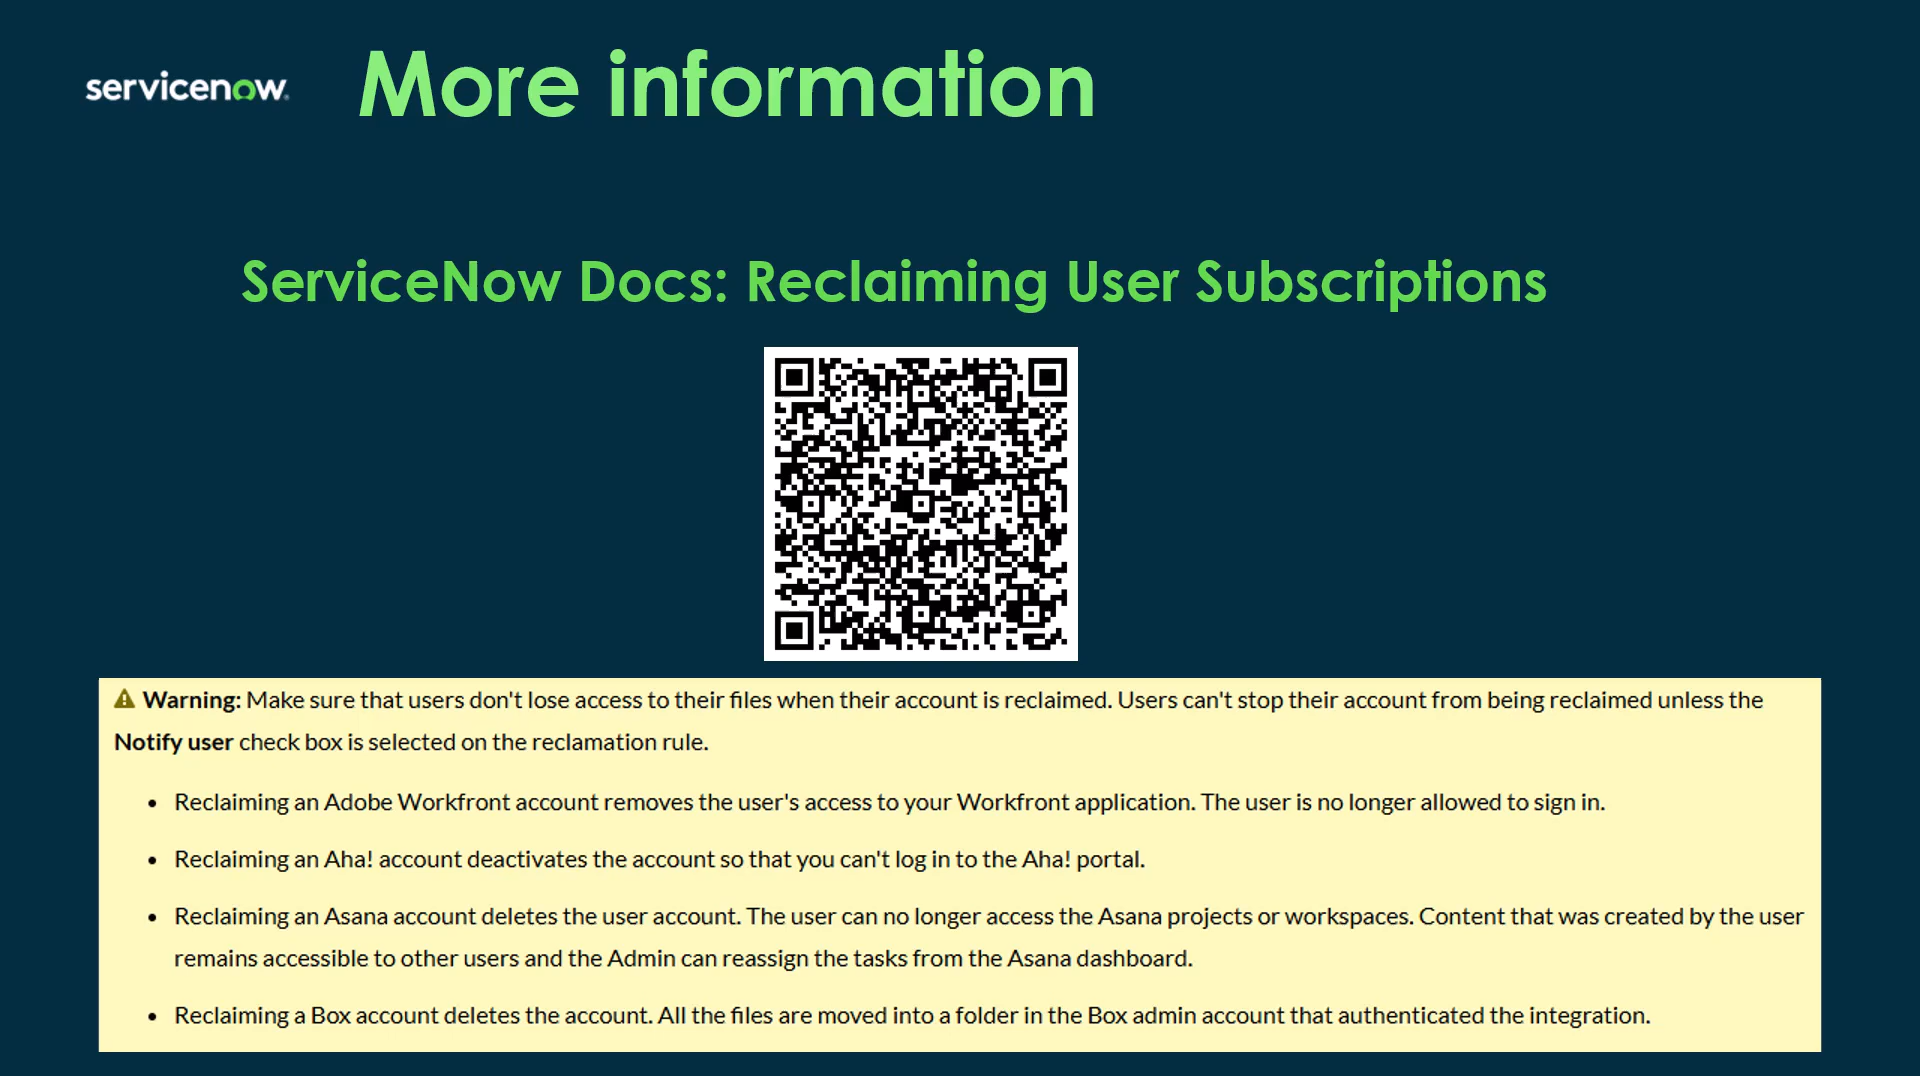 servicenow.
More information
ServiceNow Docs: Reclaiming User Subscriptions
Warning: Make sure that users don't lose access to their files when their account is reclaimed. Users can't stop their account from being reclaimed unless the
Notify user check box is selected on the reclamation rule.
• Reclaiming an Adobe Workfront account removes the user's access to your Workfront application. The user is no longer allowed to sign in.
• Reclaiming an Aha! account deactivates the account so that you can't log in to the Aha! portal.
• Reclaiming an Asana account deletes the user account. The user can no longer access the Asana projects or workspaces. Content that was created by the user
remains accessible to other users and the Admin can reassign the tasks from the Asana dashboard.
• Reclaiming a Box account deletes the account. All the files are moved into a folder in the Box admin account that authenticated the integration.